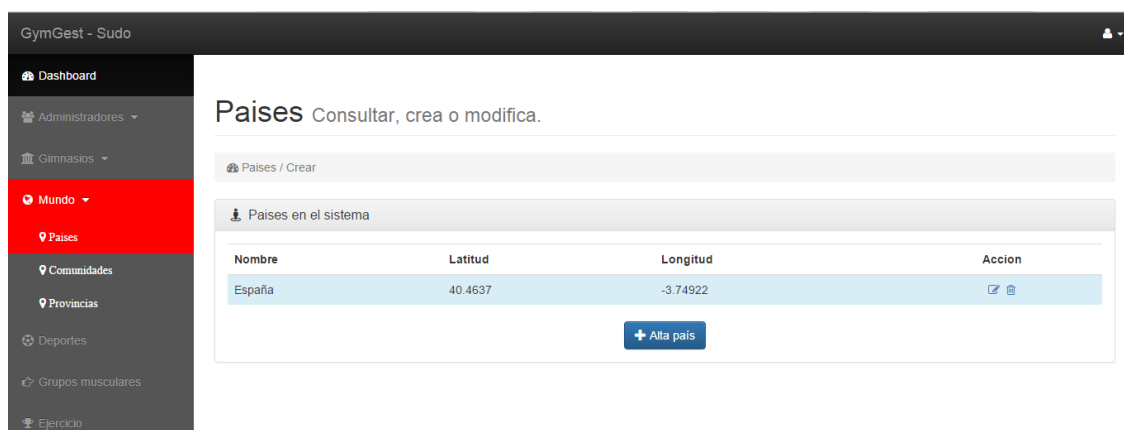 GymGest - Sudo
Dashboard
Administradores
Gimnasios
Mundo
Paises
Comunidades
Provincias
Deportes
Grupos musculares
Ejercicio
Paises Consultar, crea o modifica.
Paises / Crear
Paises en el sistema
Nombre Latitud Longitud Accion
España 40.4637 -3.74922
Alta país